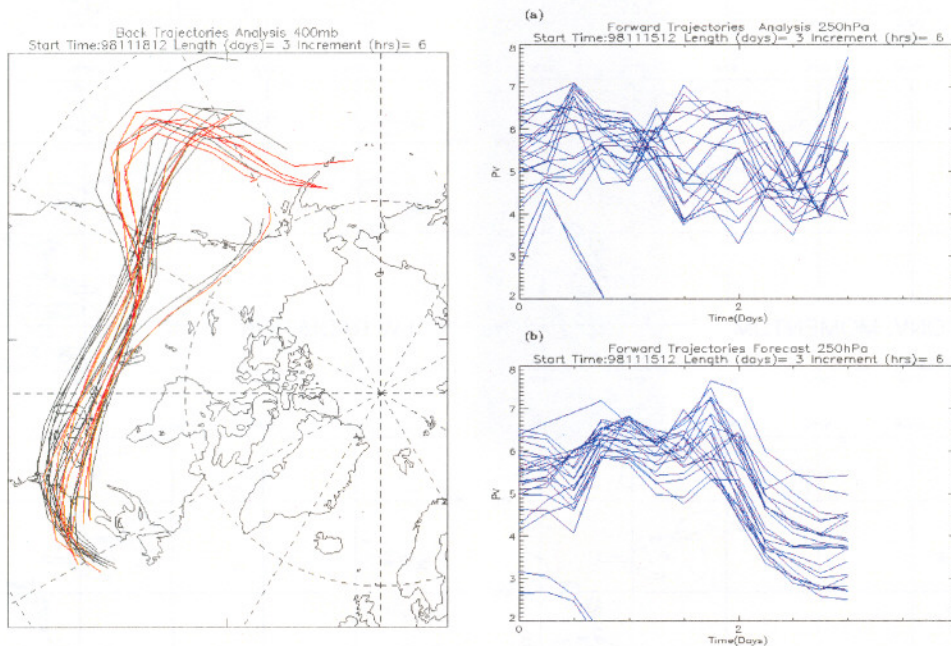 Back Trajectories Analysis 400mb
Start Time:98111812 Length (days)= 3 Increment (hrs)= 6
(a)
Forward Trajectories Analysis 250hPa
Start Time:98111512 Length (days)= 3 Increment (hrs)= 6
8
7
6
5
4
3
2
PV
0
2
Time(Days)
(b)
Forward Trajectories Forecast 250hPa
Start Time:98111512 Length (days)= 3 Increment (hrs)= 6
8
7
6
5
4
3
2
PV
0
2
Time(Days)